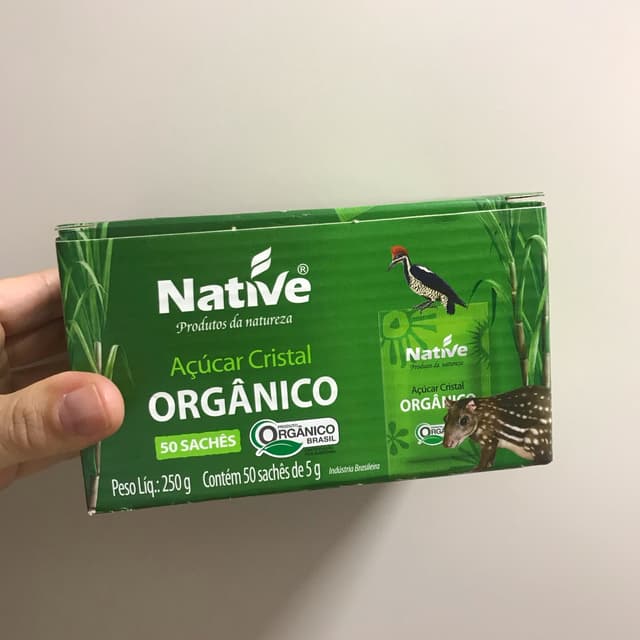 Native®
Produtos da natureza
Açúcar Cristal
ORGÂNICO
50 SACHÊS
PRODUTO
ORGÂNICO
BRASIL
Peso Líq.: 250 g Contém 50 sachês de 5 g Indústria Brasileira
Native
Produtos da natureza
Açúcar Cristal